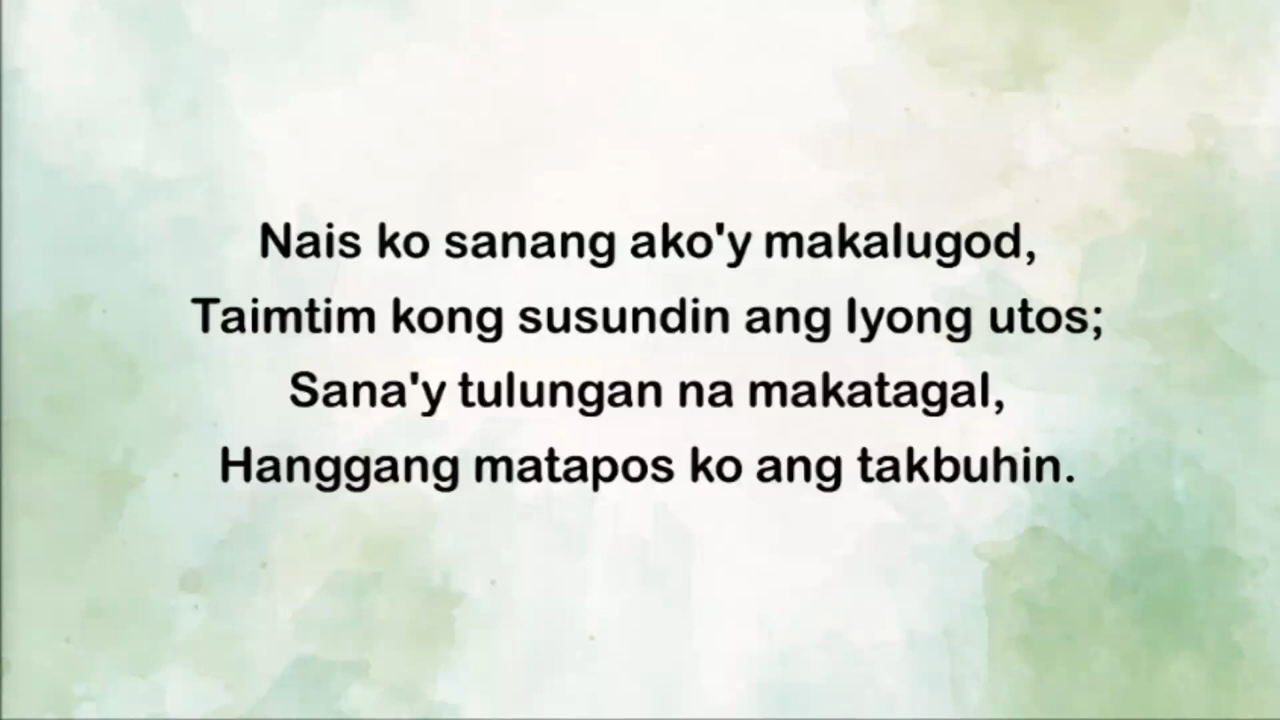 Nais ko sanang ako'y makalugod,
Taimtim kong susundin ang Iyong utos;
Sana'y tulungan na makatagal,
Hanggang matapos ko ang takbuhin.